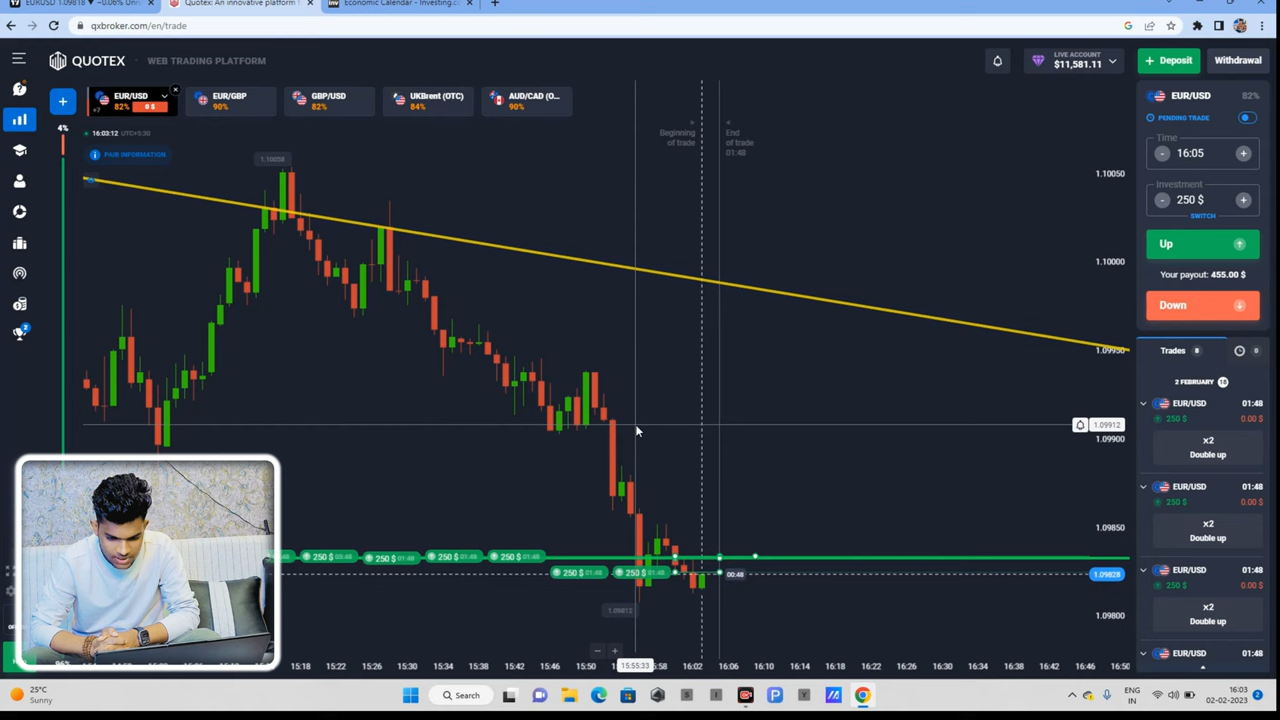 EURUSD 1.09818 ▼ −0.06%
Quotex: An innovative platform
Economic Calendar - Investing.c
qxbroker.com/en/trade
QUOTEX
WEB TRADING PLATFORM
LIVE ACCOUNT
$11,581.11
+ Deposit
Withdrawal
EUR/USD
+7 82% 0 $
EUR/GBP
90%
GBP/USD
82%
UKBrent (OTC)
84%
AUD/CAD (O...
90%
4%
16:03:12 UTC+5:30
PAIR INFORMATION
1.10058
Beginning
of trade
End
of trade
01:48
1.10050
1.10000
1.09950
1.09912
1.09900
1.09850
1.09828
1.09800
250 $ 03:48
250 $ 01:48
250 $ 01:48
250 $ 01:48
250 $ 01:48
250 $ 01:48
00:48
1.09812
96%
15:18 15:22 15:26 15:30 15:34 15:38 15:42 15:46 15:50 15:55:33 :58 16:02 16:06 16:10 16:14 16:18 16:22 16:26 16:30 16:34 16:38 16:42 16:46 16:50
EUR/USD 82%
PENDING TRADE
Time
- 16:05 +
Investment
- 250 $ +
SWITCH
Up
Your payout: 455.00 $
Down
Trades 8 0
2 FEBRUARY 18
EUR/USD 01:48
250 $ 0.00 $
x2
Double up
EUR/USD 01:48
250 $ 0.00 $
x2
Double up
EUR/USD 01:48
250 $ 0.00 $
x2
Double up
EUR/USD 01:48
25°C
Sunny
Search
ENG
IN
16:03
02-02-2023
2